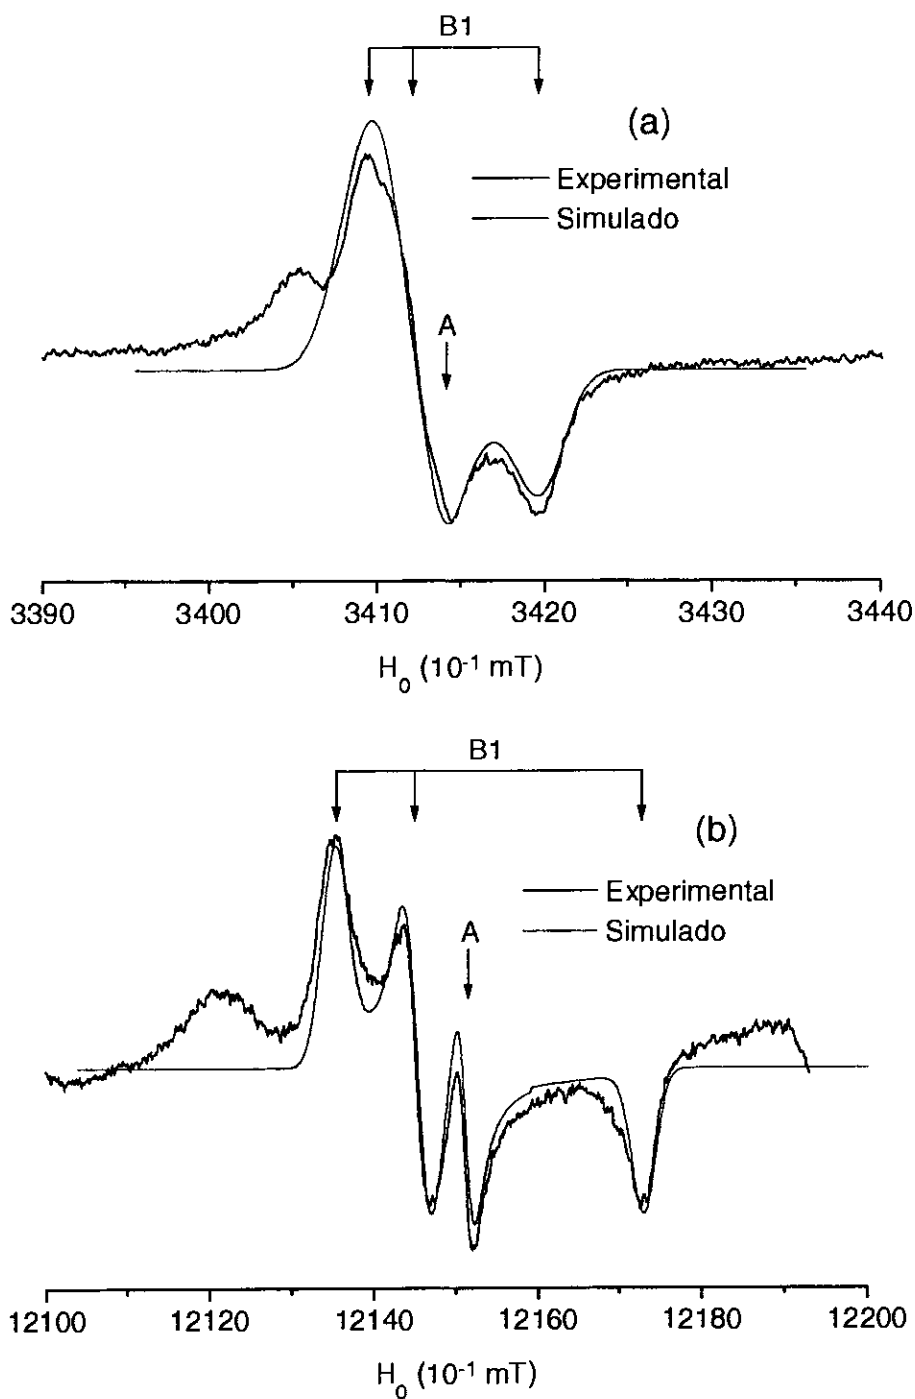 B1
(a)
Experimental
Simulado
A
3390 3400 3410 3420 3430 3440
H₀ (10⁻¹ mT)
B1
(b)
Experimental
Simulado
A
12100 12120 12140 12160 12180 12200
H₀ (10⁻¹ mT)